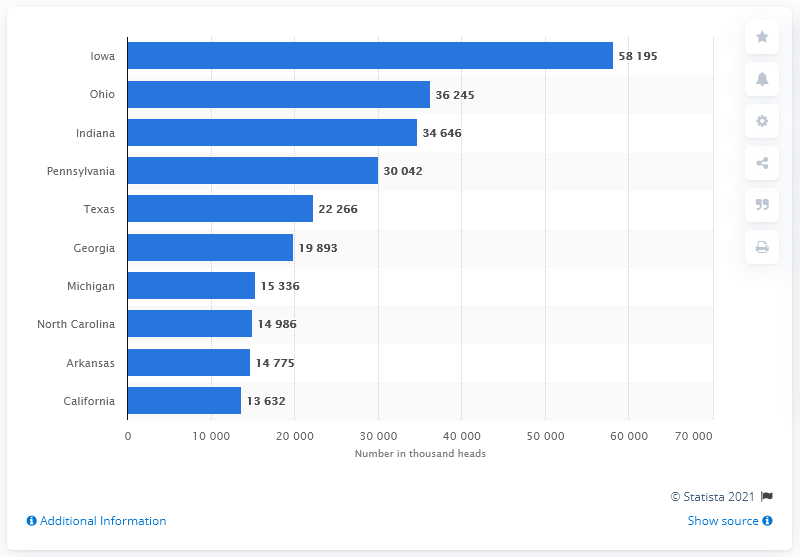 Iowa 58 195
Ohio 36 245
Indiana 34 646
Pennsylvania 30 042
Texas 22 266
Georgia 19 893
Michigan 15 336
North Carolina 14 986
Arkansas 14 775
California 13 632
0 10 000 20 000 30 000 40 000 50 000 60 000 70 000
Number in thousand heads
© Statista 2021
Additional Information Show source